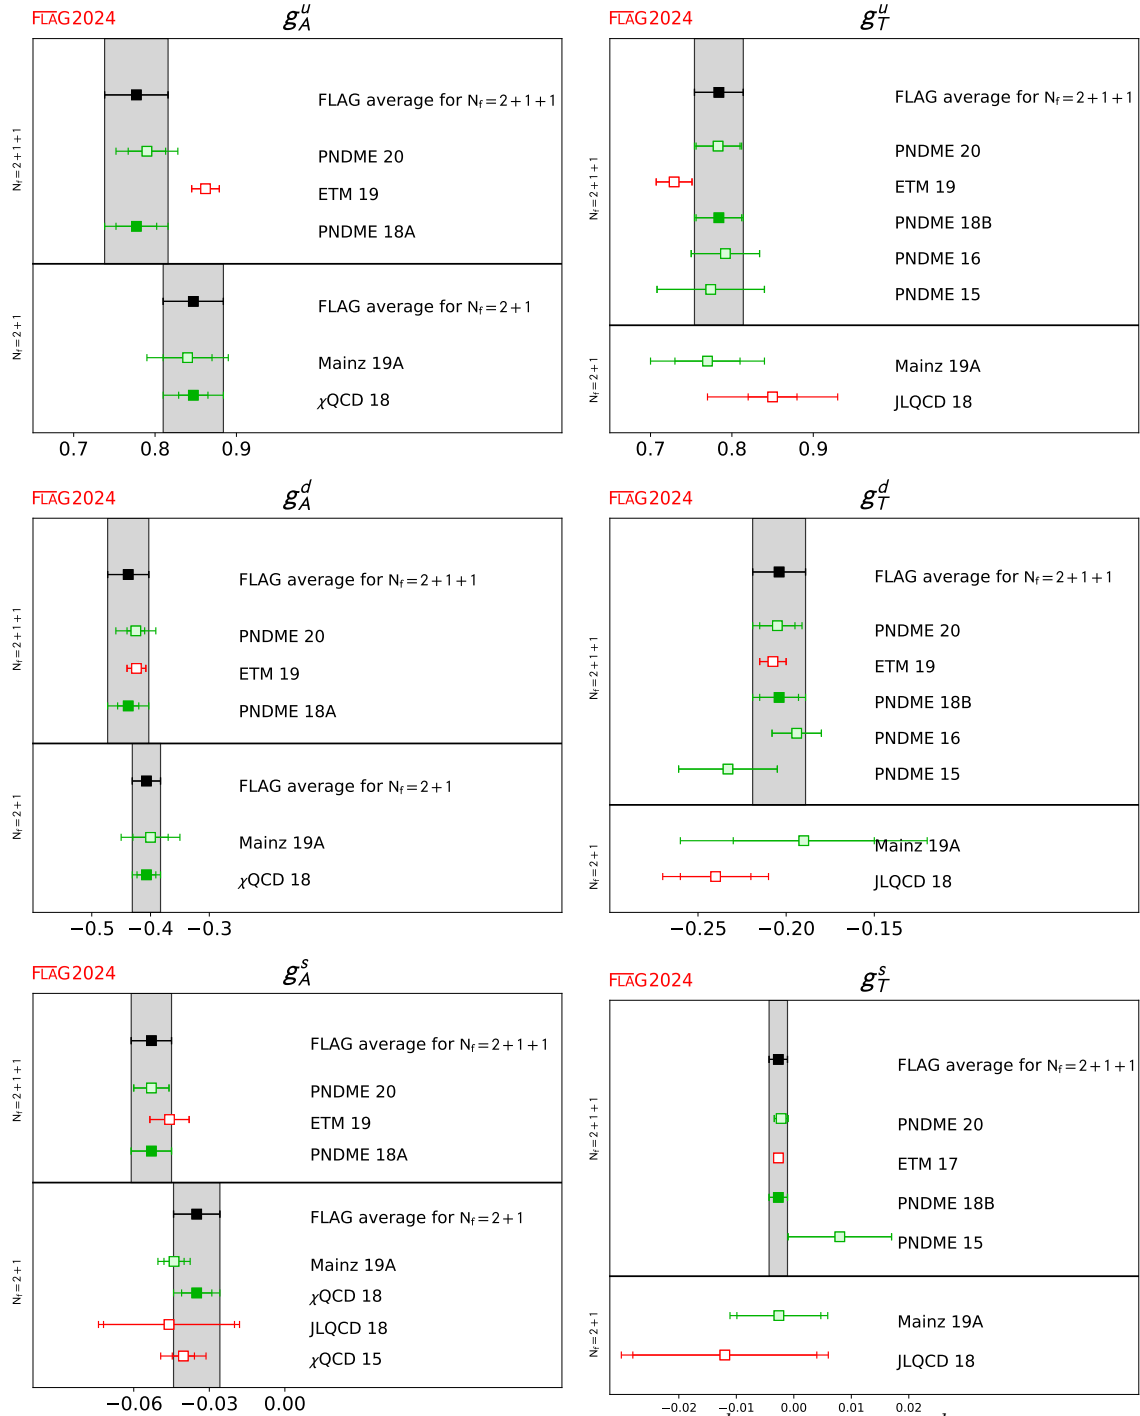 FLAG2024
g_A^u
N_f=2+1+1
FLAG average for N_f=2+1+1
PNDME 20
ETM 19
PNDME 18A
N_f=2+1
FLAG average for N_f=2+1
Mainz 19A
χQCD 18
0.7 0.8 0.9
FLAG2024
g_T^u
N_f=2+1+1
FLAG average for N_f=2+1+1
PNDME 20
ETM 19
PNDME 18B
PNDME 16
PNDME 15
N_f=2+1
Mainz 19A
JLQCD 18
0.7 0.8 0.9
FLAG2024
g_A^d
N_f=2+1+1
FLAG average for N_f=2+1+1
PNDME 20
ETM 19
PNDME 18A
N_f=2+1
FLAG average for N_f=2+1
Mainz 19A
χQCD 18
−0.5 −0.4 −0.3
FLAG2024
g_T^d
N_f=2+1+1
FLAG average for N_f=2+1+1
PNDME 20
ETM 19
PNDME 18B
PNDME 16
PNDME 15
N_f=2+1
Mainz 19A
JLQCD 18
−0.25 −0.20 −0.15
FLAG2024
g_A^s
N_f=2+1+1
FLAG average for N_f=2+1+1
PNDME 20
ETM 19
PNDME 18A
N_f=2+1
FLAG average for N_f=2+1
Mainz 19A
χQCD 18
JLQCD 18
χQCD 15
−0.06 −0.03 0.00
FLAG2024
g_T^s
N_f=2+1+1
FLAG average for N_f=2+1+1
PNDME 20
ETM 17
PNDME 18B
PNDME 15
N_f=2+1
Mainz 19A
JLQCD 18
−0.02 −0.01 0.00 0.01 0.02